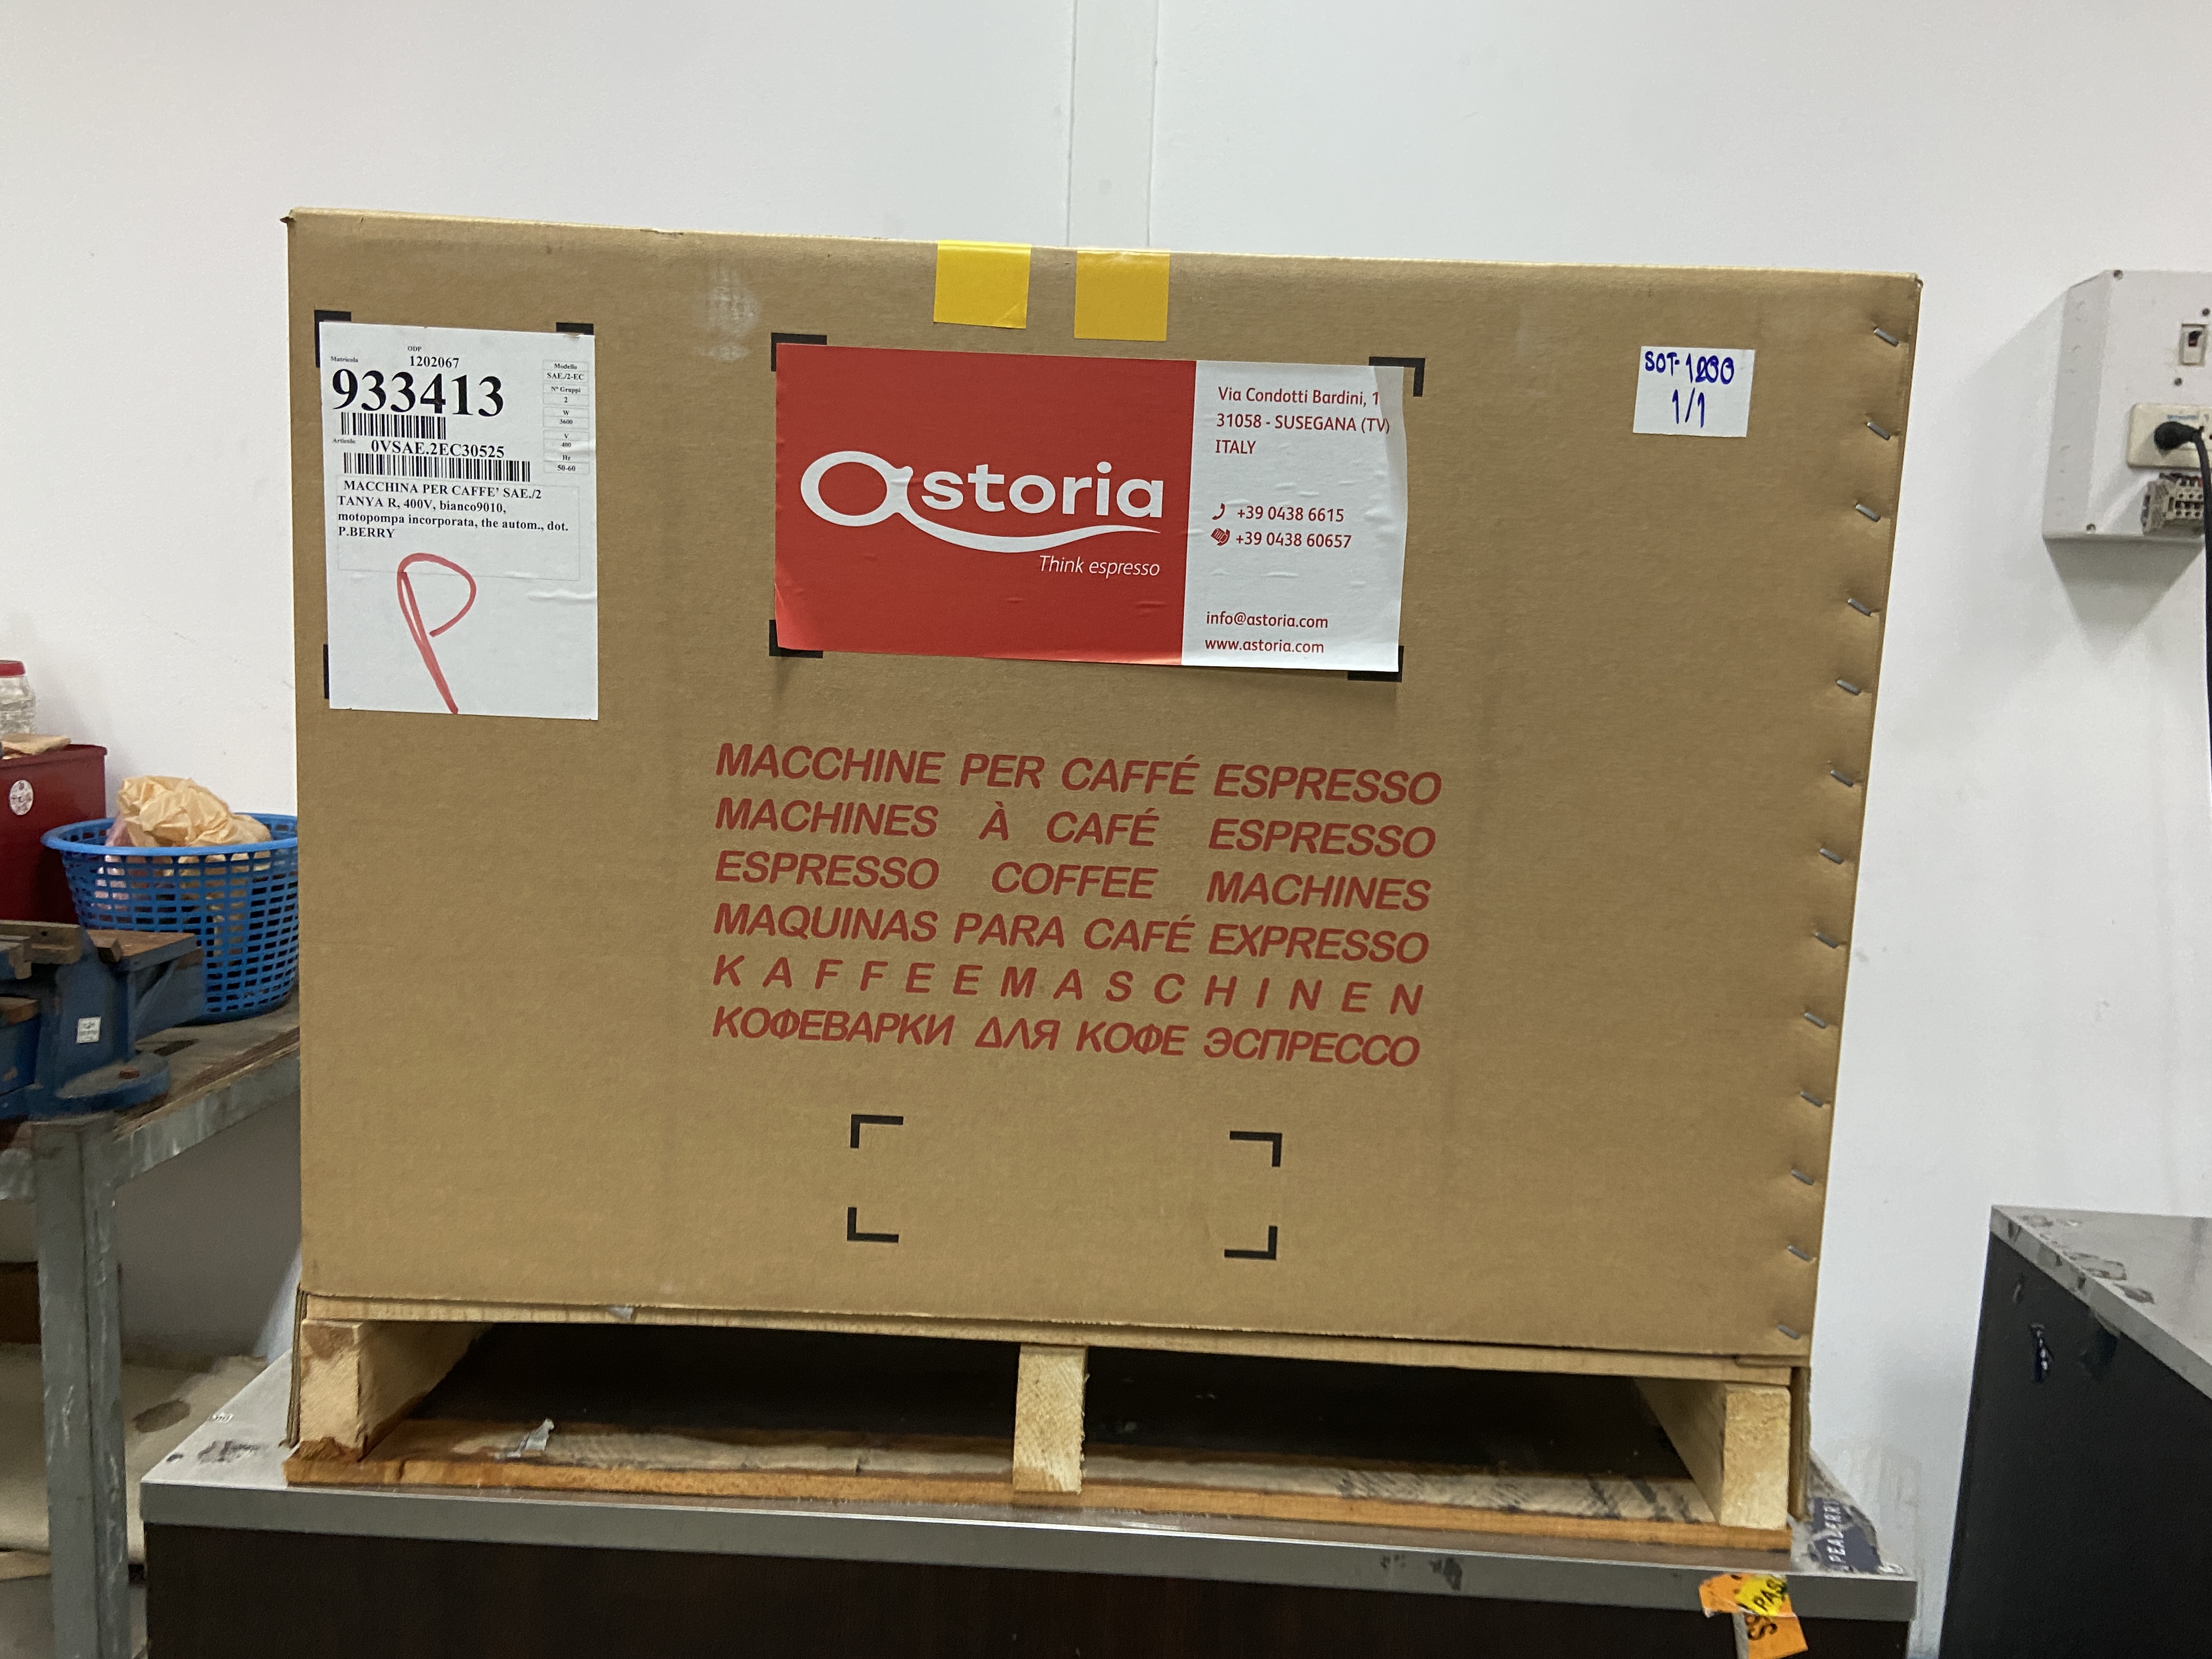 ODP
Matricola 1202067
933413
Articolo 0VSAE.2EC30525
Modello
SAE./2-EC
N° Gruppi
2
W
3600
V
400
Hz
50-60
MACCHINA PER CAFFE' SAE./2
TANYA R, 400V, bianco9010,
motopompa incorporata, the autom., dot.
P.BERRY
P
astoria
Think espresso
Via Condotti Bardini, 1
31058 - SUSEGANA (TV)
ITALY
+39 0438 6615
+39 0438 60657
info@astoria.com
www.astoria.com
1/1
MACCHINE PER CAFFÉ ESPRESSO
MACHINES À CAFÉ ESPRESSO
ESPRESSO COFFEE MACHINES
MAQUINAS PARA CAFÉ EXPRESSO
KAFFEEMASCHINEN
КОФЕВАРКИ ДЛЯ КОФЕ ЭСПРЕССО